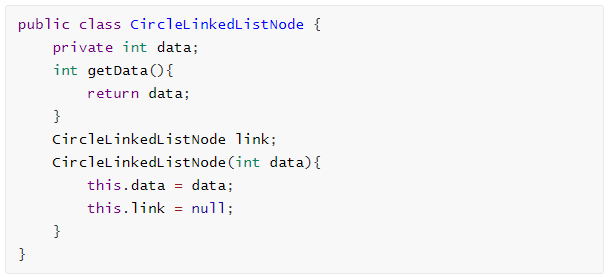 public class CircleLinkedListNode {
    private int data;
    int getData(){
        return data;
    }
    CircleLinkedListNode link;
    CircleLinkedListNode(int data){
        this.data = data;
        this.link = null;
    }
}